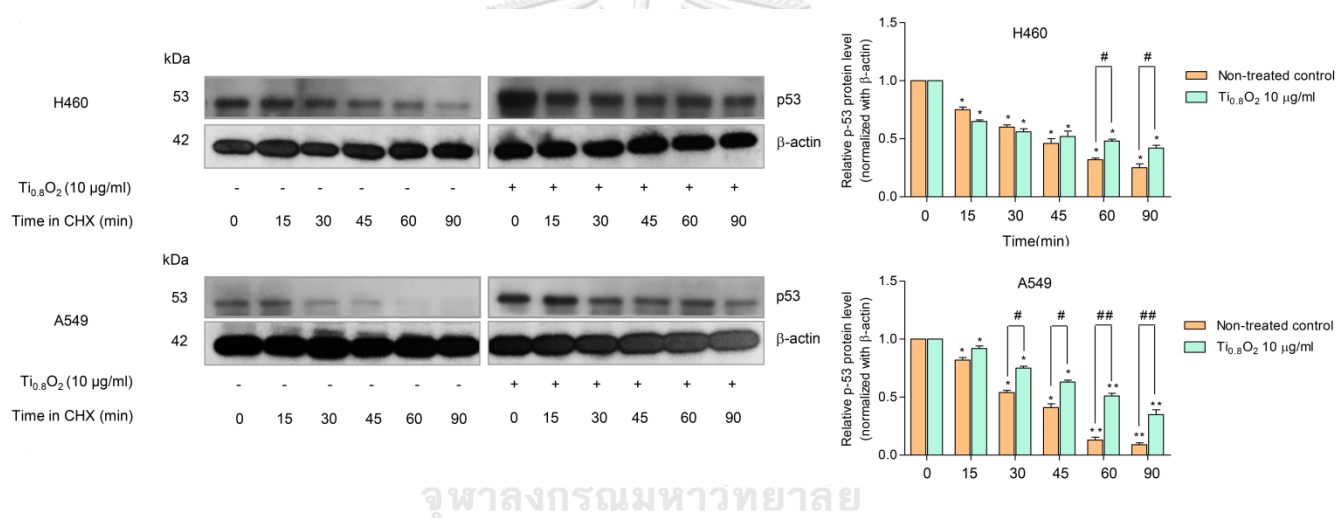 kDa
H460
53
p53
42
β-actin
Ti0.8O2 (10 µg/ml) - - - - - - + + + + + +
Time in CHX (min) 0 15 30 45 60 90 0 15 30 45 60 90
kDa
A549
53
p53
42
β-actin
Ti0.8O2 (10 µg/ml) - - - - - - + + + + + +
Time in CHX (min) 0 15 30 45 60 90 0 15 30 45 60 90
H460
Relative p-53 protein level
(normalized with β-actin)
1.5
1.0
0.5
0.0
# #
* * * * * * * * * *
0 15 30 45 60 90
Time(min)
Non-treated control
Ti0.8O2 10 µg/ml
A549
Relative p-53 protein level
(normalized with β-actin)
1.5
1.0
0.5
0.0
# # ## ##
* * * * * * ** ** ** **
0 15 30 45 60 90
Non-treated control
Ti0.8O2 10 µg/ml
จุฬาลงกรณมหาวิทยาลัย